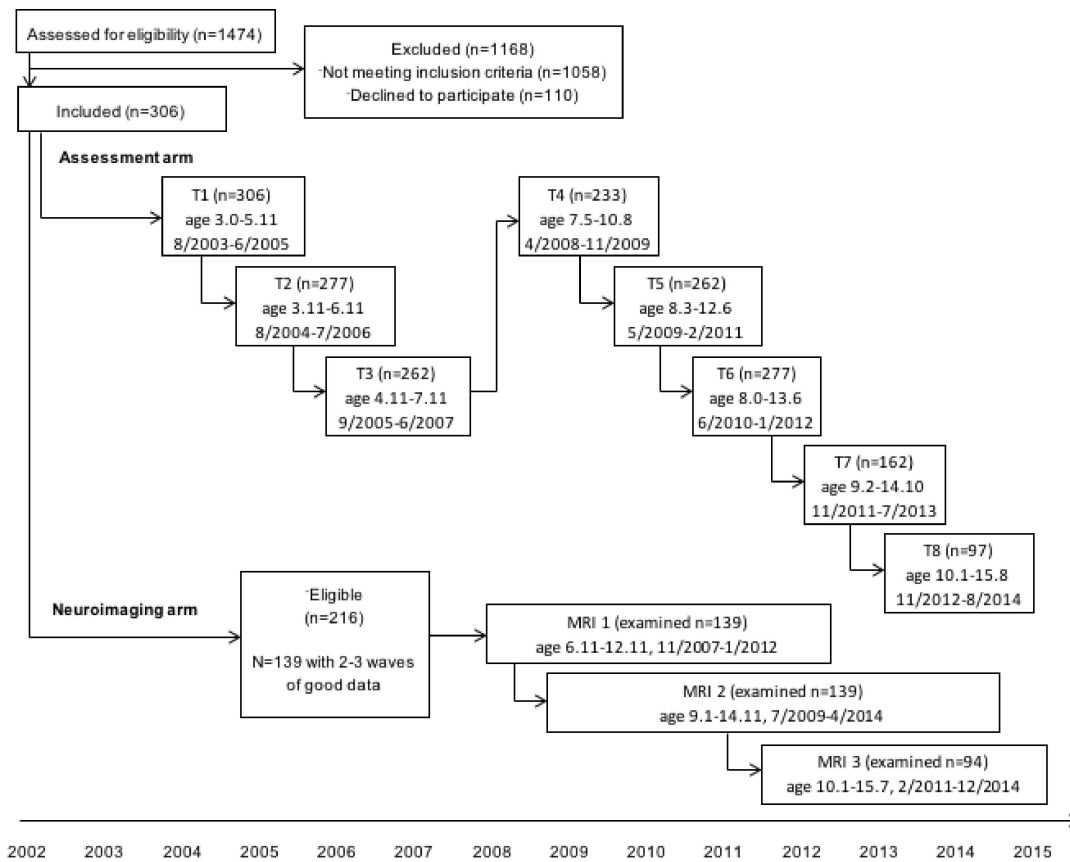 Assessed for eligibility (n=1474)
Excluded (n=1168)
-Not meeting inclusion criteria (n=1058)
-Declined to participate (n=110)
Included (n=306)
Assessment arm
T1 (n=306)
age 3.0-5.11
8/2003-6/2005
T2 (n=277)
age 3.11-6.11
8/2004-7/2006
T3 (n=262)
age 4.11-7.11
9/2005-6/2007
T4 (n=233)
age 7.5-10.8
4/2008-11/2009
T5 (n=262)
age 8.3-12.6
5/2009-2/2011
T6 (n=277)
age 8.0-13.6
6/2010-1/2012
T7 (n=162)
age 9.2-14.10
11/2011-7/2013
T8 (n=97)
age 10.1-15.8
11/2012-8/2014
Neuroimaging arm
-Eligible
(n=216)
N=139 with 2-3 waves
of good data
MRI 1 (examined n=139)
age 6.11-12.11, 11/2007-1/2012
MRI 2 (examined n=139)
age 9.1-14.11, 7/2009-4/2014
MRI 3 (examined n=94)
age 10.1-15.7, 2/2011-12/2014
2002 2003 2004 2005 2006 2007 2008 2009 2010 2011 2012 2013 2014 2015